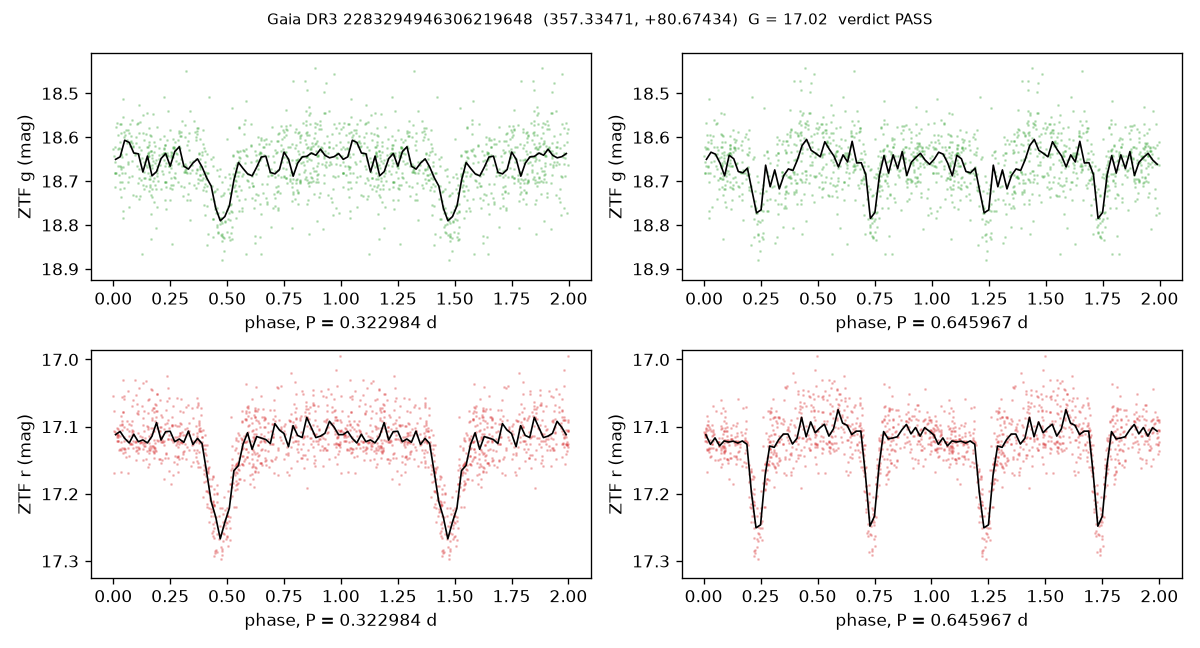 Gaia DR3 2283294946306219648 (357.33471, +80.67434) G = 17.02 verdict PASS
ZTF g (mag)
18.5
18.6
18.7
18.8
18.9
0.00 0.25 0.50 0.75 1.00 1.25 1.50 1.75 2.00
phase, P = 0.322984 d
ZTF g (mag)
18.5
18.6
18.7
18.8
18.9
0.00 0.25 0.50 0.75 1.00 1.25 1.50 1.75 2.00
phase, P = 0.645967 d
ZTF r (mag)
17.0
17.1
17.2
17.3
0.00 0.25 0.50 0.75 1.00 1.25 1.50 1.75 2.00
phase, P = 0.322984 d
ZTF r (mag)
17.0
17.1
17.2
17.3
0.00 0.25 0.50 0.75 1.00 1.25 1.50 1.75 2.00
phase, P = 0.645967 d